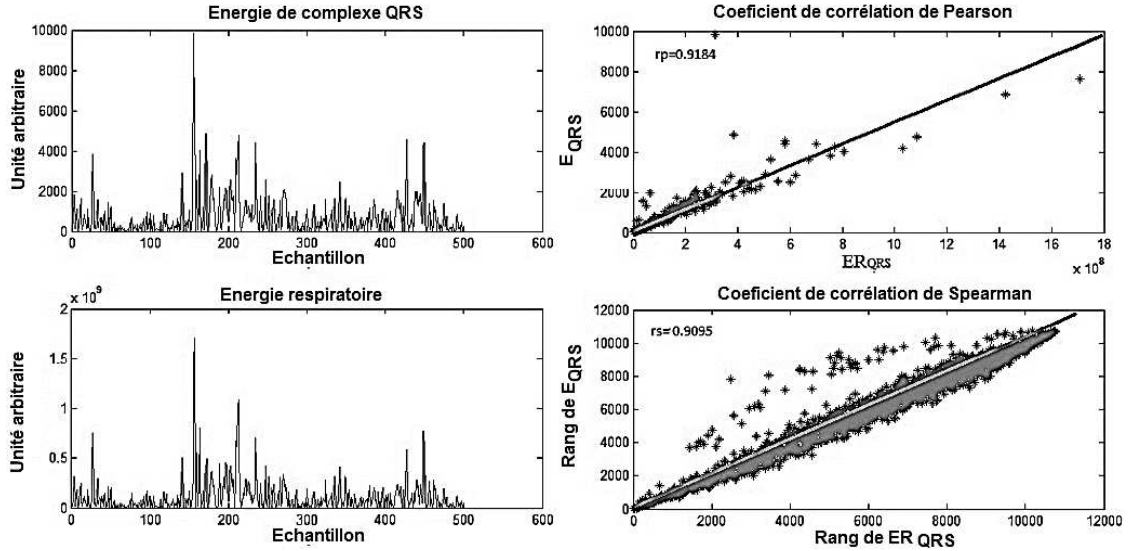 Energie de complexe QRS
Unité arbitraire
10000
8000
6000
4000
2000
0
0 100 200 300 400 500 600
Echantillon
Coeficient de corrélation de Pearson
rp=0.9184
E QRS
10000
8000
6000
4000
2000
0
0 2 4 6 8 10 12 14 16 18
ER QRS
x 10^8
Energie respiratoire
x 10^9
Unité arbitraire
2
1.5
1
0.5
0
0 100 200 300 400 500 600
Echantillon
Coeficient de corrélation de Spearman
rs=0.9095
Rang de E QRS
12000
10000
8000
6000
4000
2000
0
0 2000 4000 6000 8000 10000 12000
Rang de ER QRS